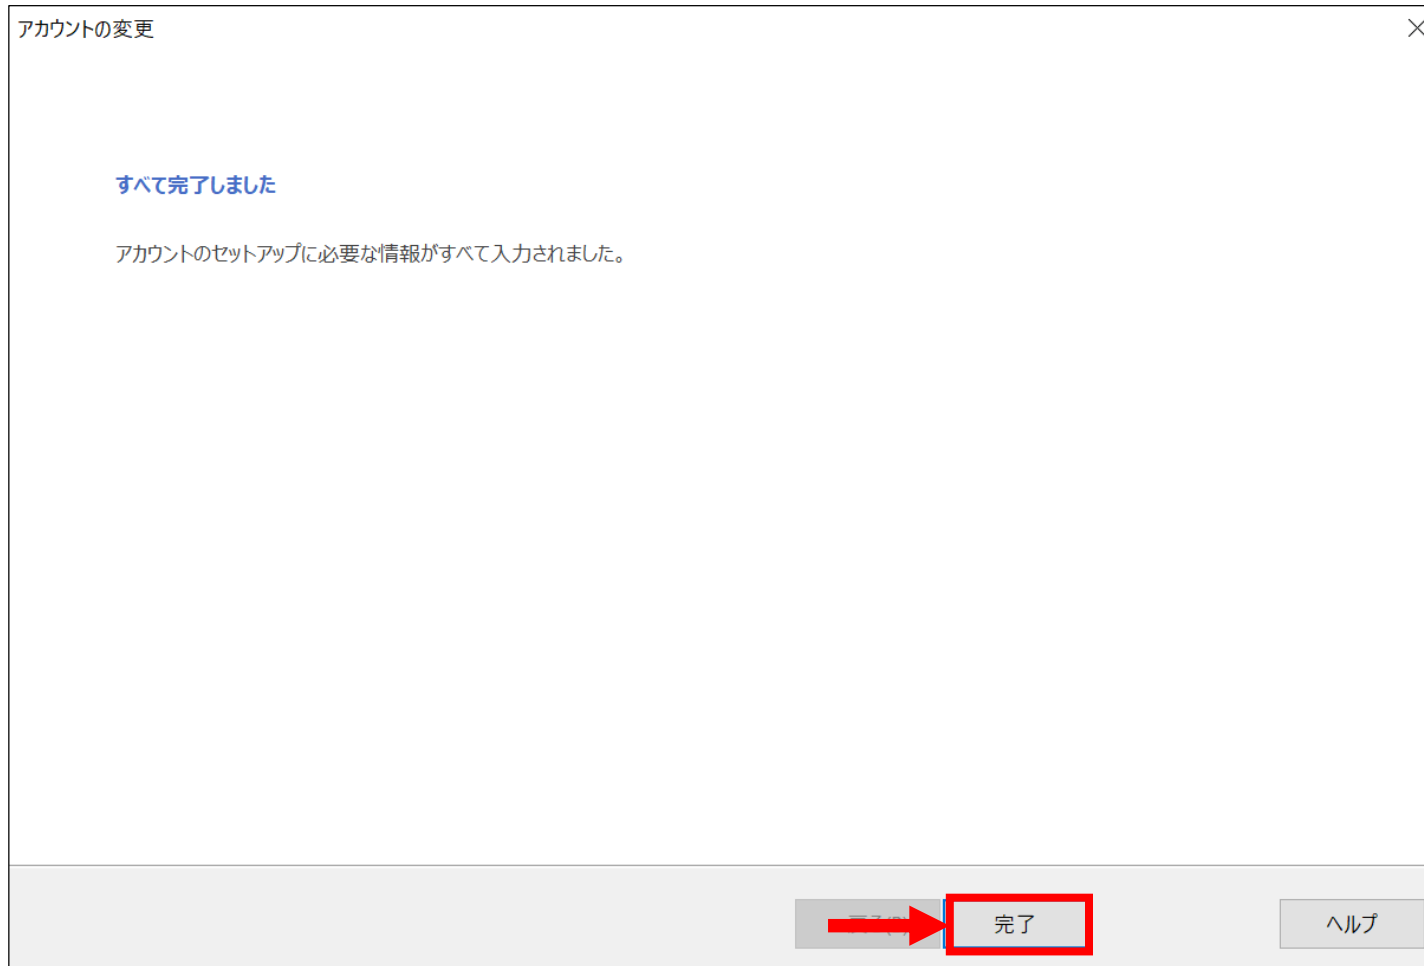 アカウントの変更
すべて完了しました
アカウントのセットアップに必要な情報がすべて入力されました。
完了
ヘルプ